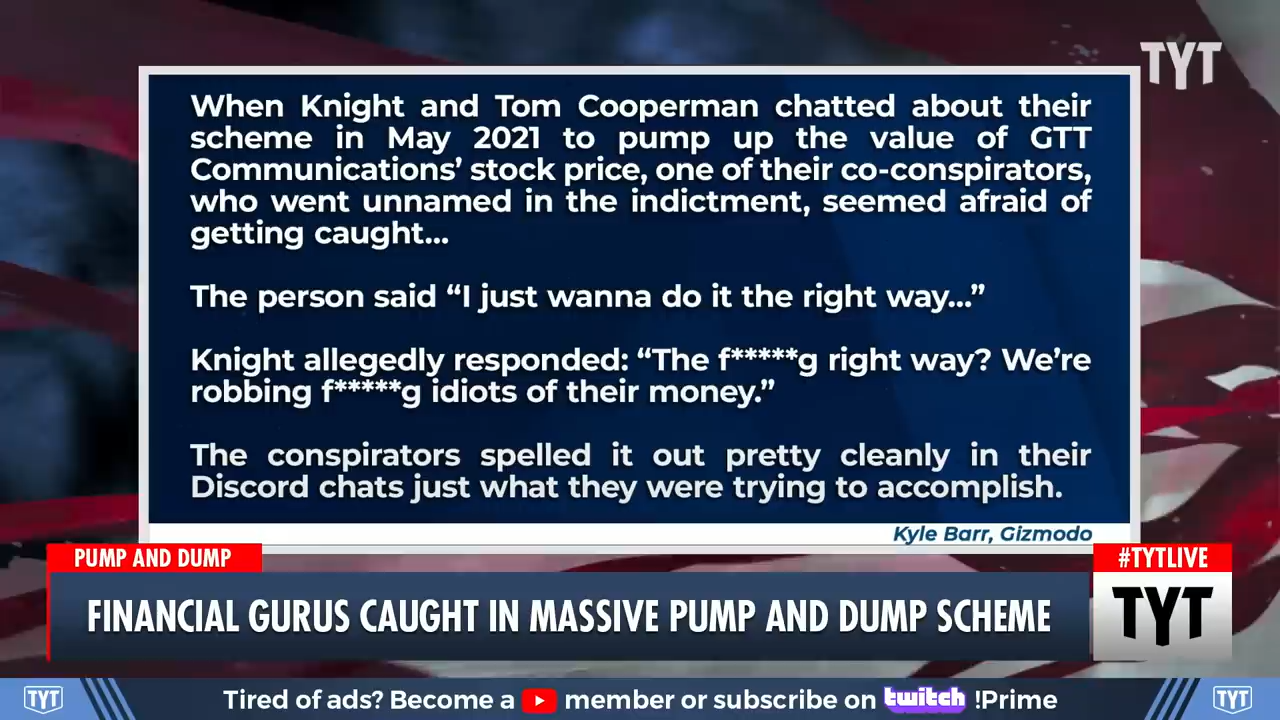 TYT
When Knight and Tom Cooperman chatted about their
scheme in May 2021 to pump up the value of GTT
Communications’ stock price, one of their co-conspirators,
who went unnamed in the indictment, seemed afraid of
getting caught...
The person said “I just wanna do it the right way...”
Knight allegedly responded: “The f*****g right way? We’re
robbing f*****g idiots of their money.”
The conspirators spelled it out pretty cleanly in their
Discord chats just what they were trying to accomplish.
Kyle Barr, Gizmodo
PUMP AND DUMP
#TYTLIVE
FINANCIAL GURUS CAUGHT IN MASSIVE PUMP AND DUMP SCHEME
TYT
TYT
Tired of ads? Become a member or subscribe on twitch !Prime
TYT